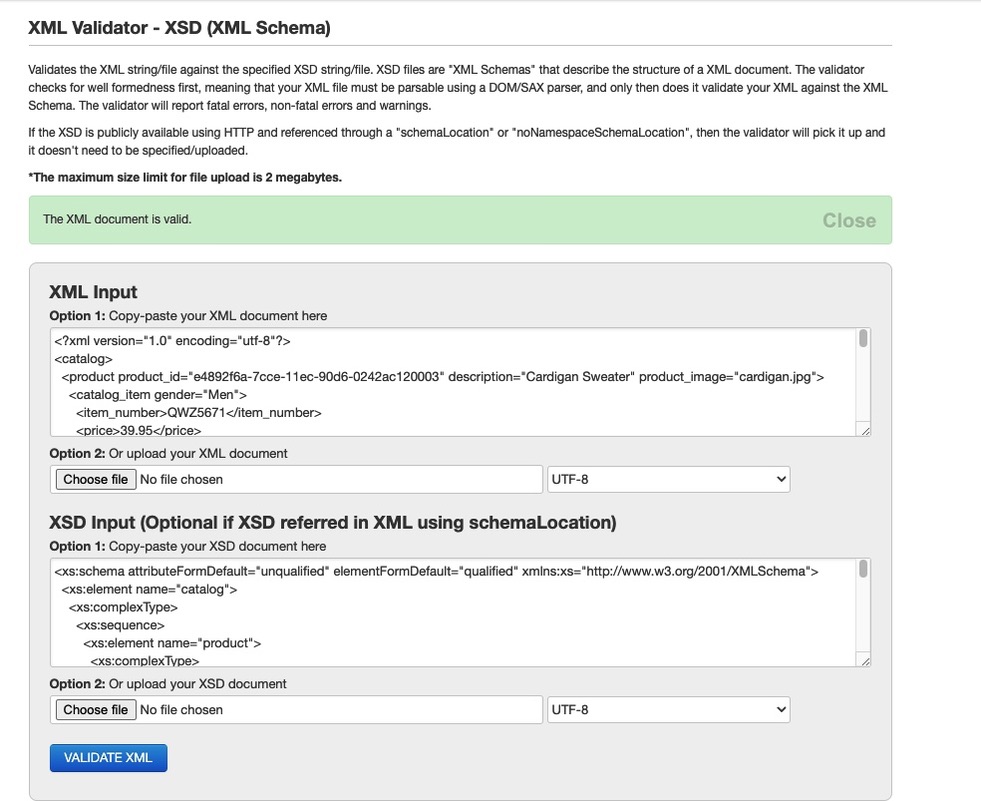 XML Validator - XSD (XML Schema)
Validates the XML string/file against the specified XSD string/file. XSD files are "XML Schemas" that describe the structure of a XML document. The validator
checks for well formedness first, meaning that your XML file must be parsable using a DOM/SAX parser, and only then does it validate your XML against the XML
Schema. The validator will report fatal errors, non-fatal errors and warnings.
If the XSD is publicly available using HTTP and referenced through a "schemaLocation" or "noNamespaceSchemaLocation", then the validator will pick it up and
it doesn't need to be specified/uploaded.
*The maximum size limit for file upload is 2 megabytes.
The XML document is valid. Close
XML Input
Option 1: Copy-paste your XML document here
<?xml version="1.0" encoding="utf-8"?>
<catalog>
<product product_id="e4892f6a-7cce-11ec-90d6-0242ac120003" description="Cardigan Sweater" product_image="cardigan.jpg">
<catalog_item gender="Men">
<item_number>QWZ5671</item_number>
<price>39.95</price>
Option 2: Or upload your XML document
Choose file No file chosen UTF-8
XSD Input (Optional if XSD referred in XML using schemaLocation)
Option 1: Copy-paste your XSD document here
<xs:schema attributeFormDefault="unqualified" elementFormDefault="qualified" xmlns:xs="http://www.w3.org/2001/XMLSchema">
<xs:element name="catalog">
<xs:complexType>
<xs:sequence>
<xs:element name="product">
<xs:complexType>
Option 2: Or upload your XSD document
Choose file No file chosen UTF-8
VALIDATE XML